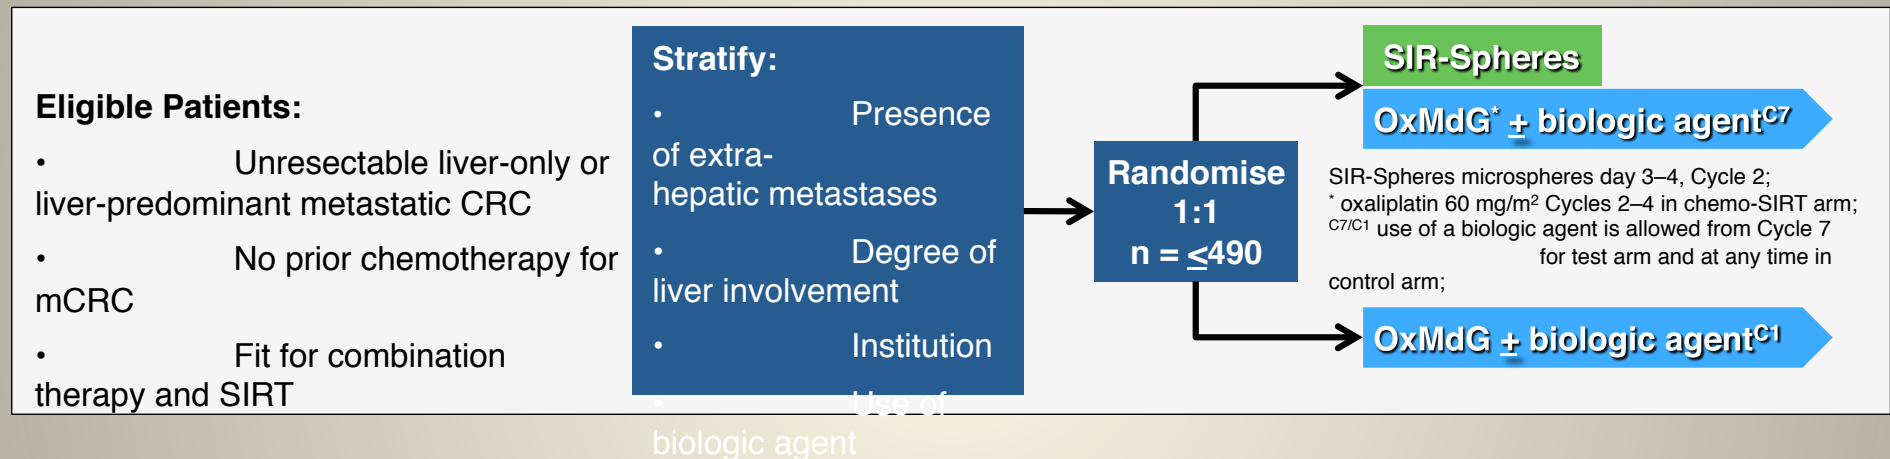 Eligible Patients:
• Unresectable liver-only or
liver-predominant metastatic CRC
• No prior chemotherapy for
mCRC
• Fit for combination
therapy and SIRT
Stratify:
• Presence
of extra-
hepatic metastases
• Degree of
liver involvement
• Institution
• Use of
biologic agent
Randomise
1:1
n = ≤490
SIR-Spheres
OxMdG* ± biologic agentC7
SIR-Spheres microspheres day 3–4, Cycle 2;
* oxaliplatin 60 mg/m² Cycles 2–4 in chemo-SIRT arm;
C7/C1 use of a biologic agent is allowed from Cycle 7
for test arm and at any time in
control arm;
OxMdG ± biologic agentC1